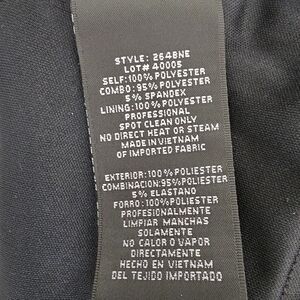 STYLE: 264BNE
LOT# 40005
SELF:100% POLYESTER
COMBO: 95% POLYESTER
5% SPANDEX
LINING:100% POLYESTER
PROFESSIONAL
SPOT CLEAN ONLY
NO DIRECT HEAT OR STEAM
MADE IN VIETNAM
OF IMPORTED FABRIC
EXTERIOR:100%POLIESTER
COMBINACION:95%POLIESTER
5% ELASTANO
FORRO:100%POLIESTER
PROFESIONALMENTE
LIMPIAR MANCHAS
SOLAMENTE
NO CALOR O VAPOR
DIRECTAMENTE
HECHO EN VIETNAM
DEL TEJIDO IMPORTADO